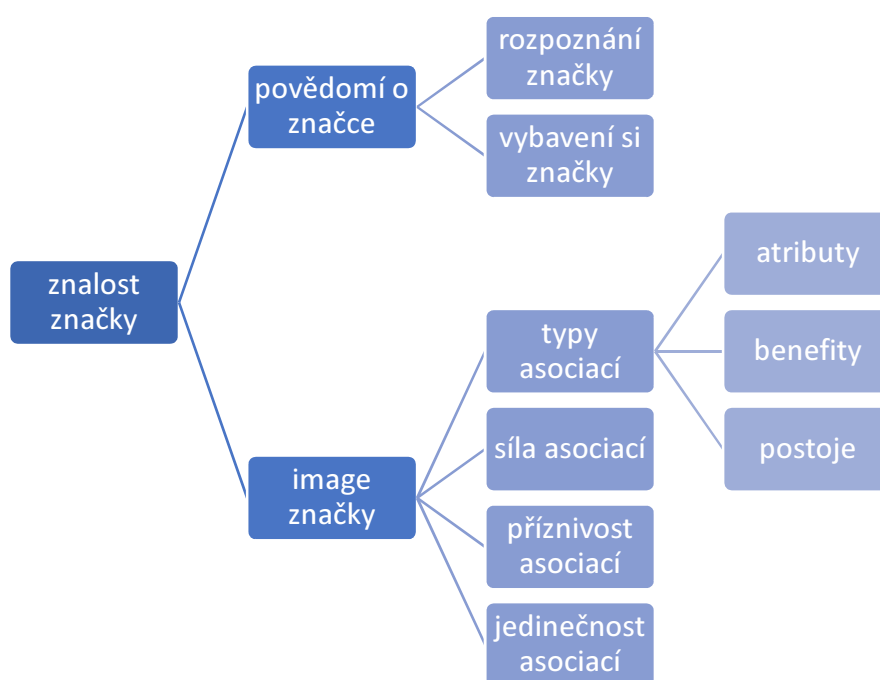 rozpoznání
značky
povědomí o
značce
vybavení si
značky
atributy
znalost
značky
typy
asociací
benefity
síla asociací
postoje
image
značky
příznivost
asociací
jedinečnost
asociací